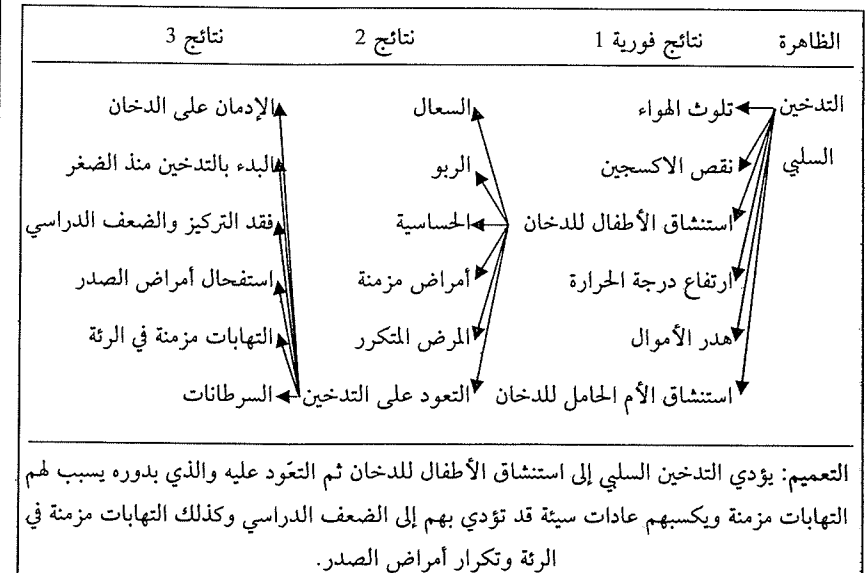 الظاهرة نتائج فورية 1 نتائج 2 نتائج 3
التدخين تلوث الهواء السعال الإدمان على الدخان
السلبي نقص الاكسجين الربو البدء بالتدخين منذ الضغر
استنشاق الأطفال للدخان الحساسية فقد التركيز والضعف الدراسي
ارتفاع درجة الحرارة أمراض مزمنة استفحال أمراض الصدر
هدر الأموال المرض المتكرر التهابات مزمنة في الرئة
استنشاق الأم الحامل للدخان التعود على التدخين السرطانات
التعميم: يؤدي التدخين السلبي إلى استنشاق الأطفال للدخان ثم التعَود عليه والذي بدوره يسبب لهم
التهابات مزمنة ويكسبهم عادات سيئة قد تؤدي بهم إلى الضعف الدراسي وكذلك التهابات مزمنة في
الرئة وتكرار أمراض الصدر.